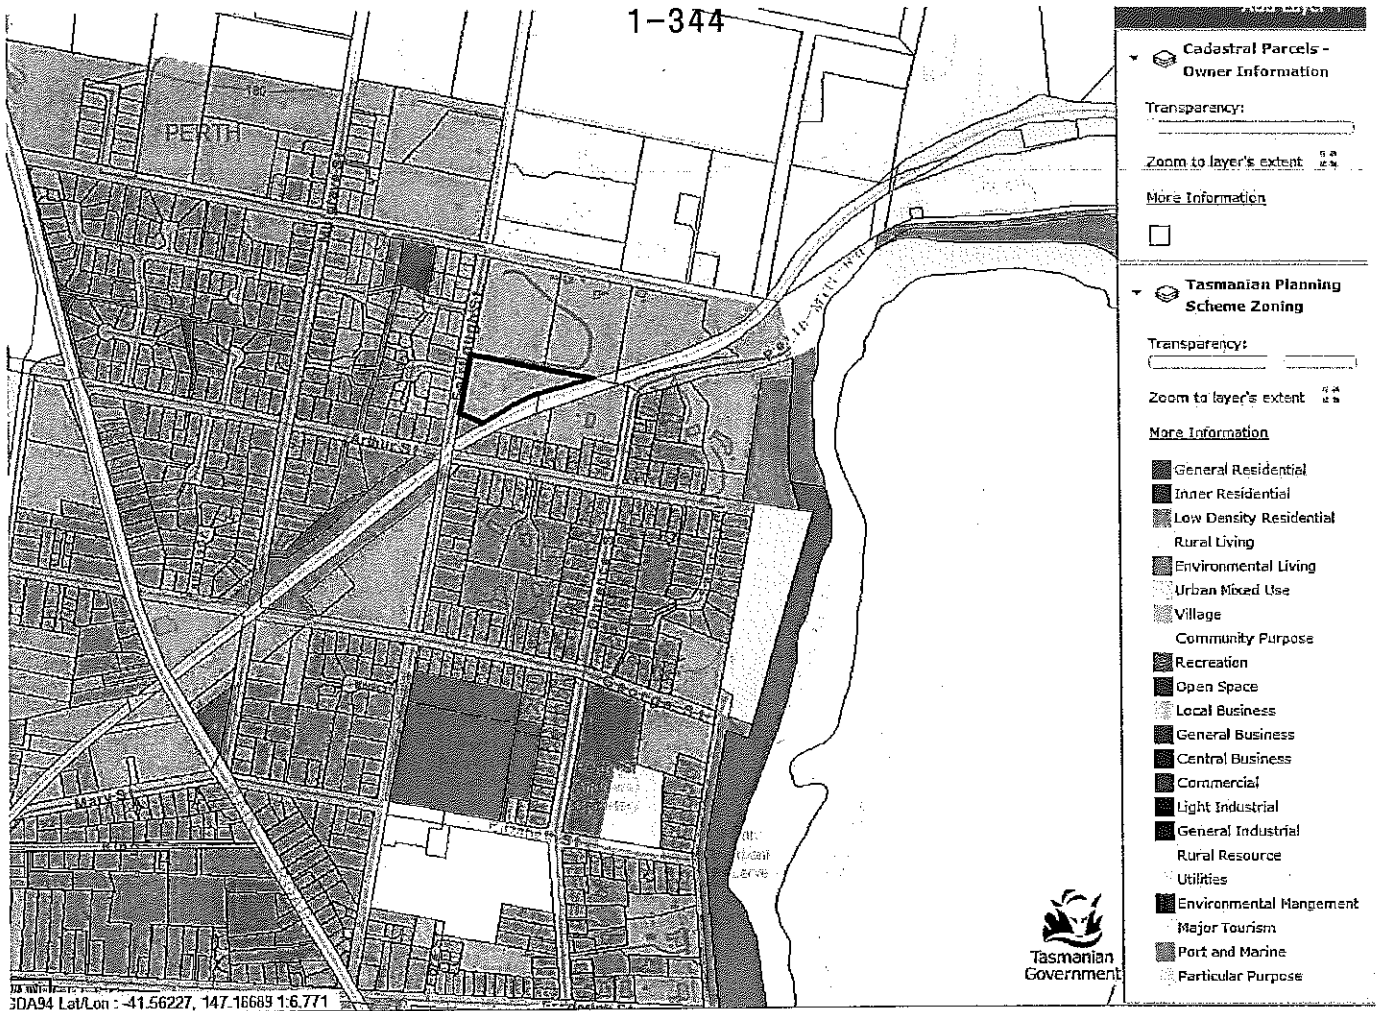 1-344
Cadastral Parcels -
Owner Information
Transparency:
Zoom to layer's extent
More Information
Tasmanian Planning
Scheme Zoning
Transparency:
Zoom to layer's extent
More Information
General Residential
Inner Residential
Low Density Residential
Rural Living
Environmental Living
Urban Mixed Use
Village
Community Purpose
Recreation
Open Space
Local Business
General Business
Central Business
Commercial
Light Industrial
General Industrial
Rural Resource
Utilities
Environmental Mangement
Major Tourism
Port and Marine
Particular Purpose
180
PERTH
Arthur St
George St
Mary St
Tasmanian
Government
GDA94 Lat/Lon : -41.56227, 147.18683 1:6,771